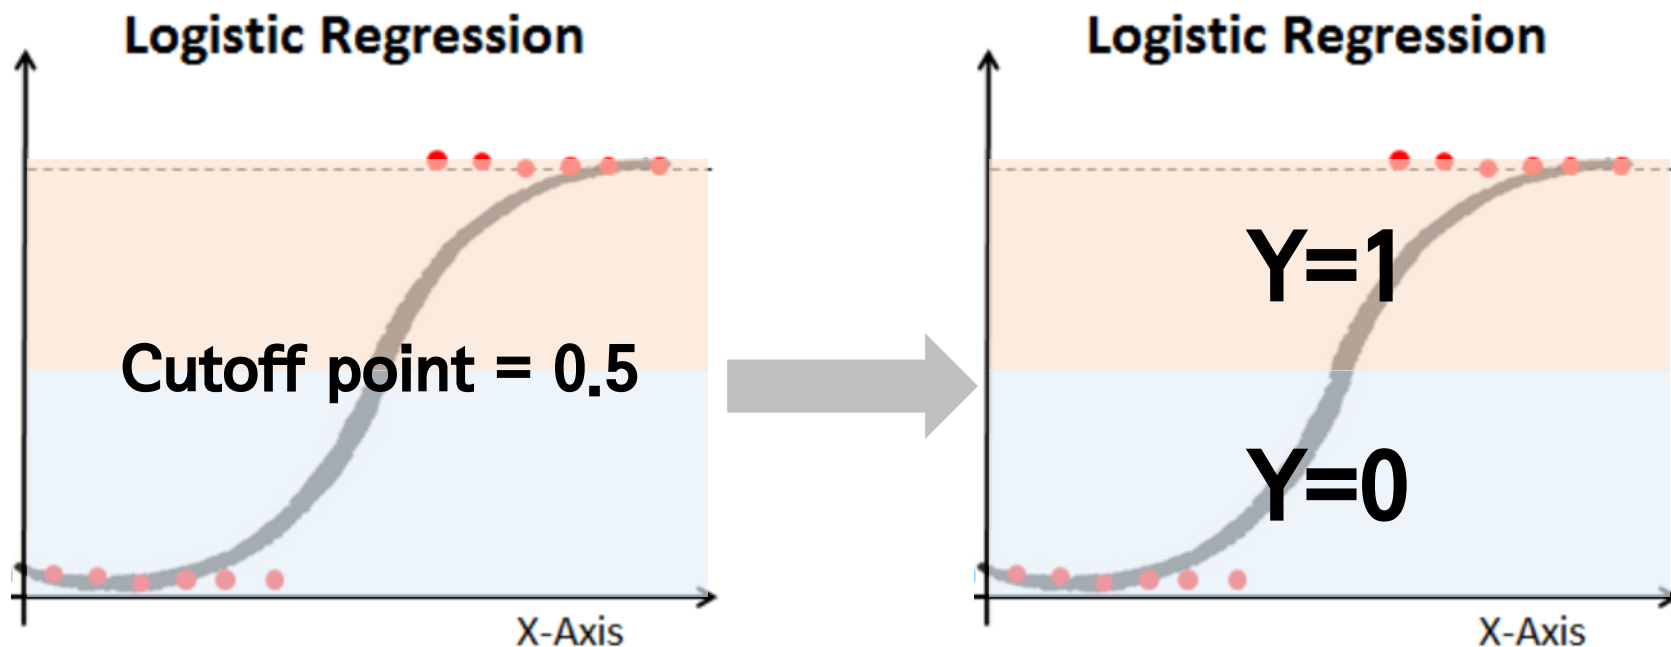 Logistic Regression
Cutoff point = 0.5
X-Axis
Logistic Regression
Y=1
Y=0
X-Axis